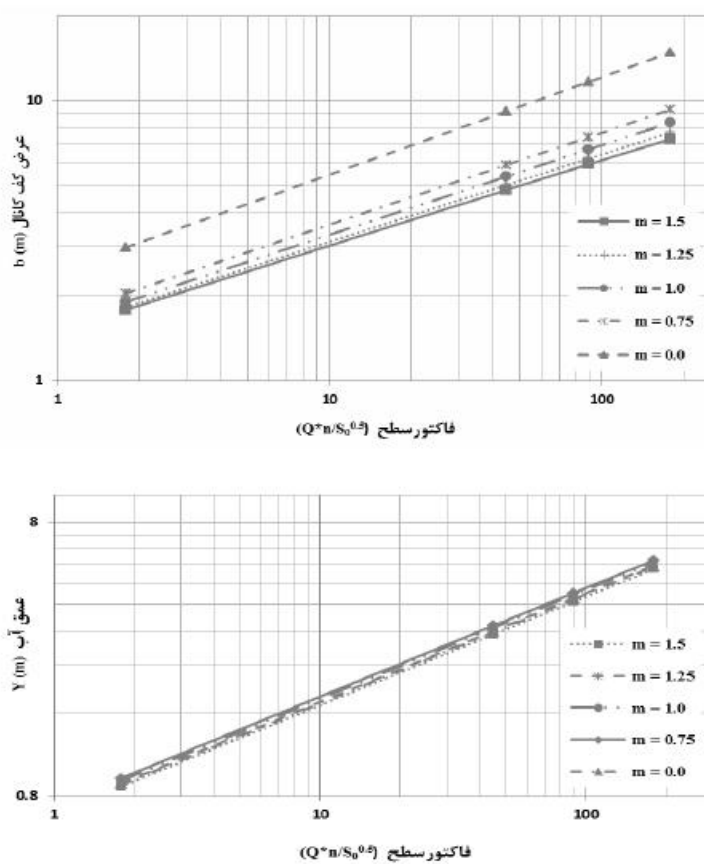 10
1
عرض کف کانال b (m)
m = 1.5
m - 1.25
m - 1.0
m = 0.75
m = 0.0
1 10 100
فاکتورسطح (Q*n/S₀^0.5)
8
0.8
عمق آب Y (m)
m = 1.5
m = 1.25
m - 1.0
m = 0.75
m = 0.0
1 10 100
فاکتورسطح (Q*n/S₀^0.5)